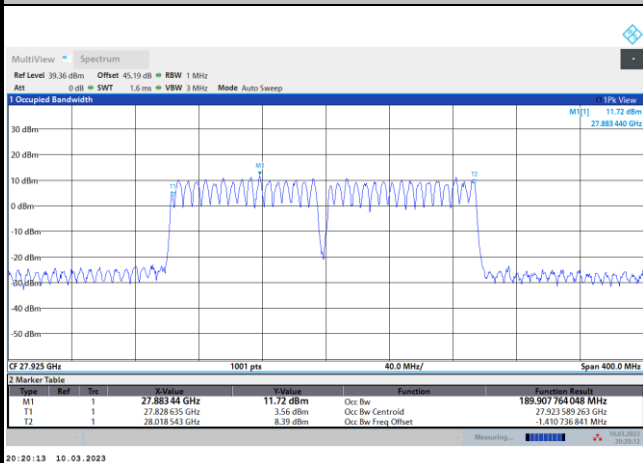 MultiView Spectrum
Ref Level 39.36 dBm Offset 45.19 dB RBW 1 MHz
Att 0 dB SWT 1.6 ms VBW 3 MHz Mode Auto Sweep
1 Occupied Bandwidth 1Pk View
M1[1] 11.72 dBm
27.883 440 GHz
30 dBm
20 dBm
M1
T1 T2
10 dBm
0 dBm
-10 dBm
-20 dBm
-30 dBm
-40 dBm
-50 dBm
CF 27.925 GHz 1001 pts 40.0 MHz/ Span 400.0 MHz
2 Marker Table
Type Ref Trc X-Value Y-Value Function Function Result
M1 1 27.883 44 GHz 11.72 dBm Occ Bw 189.907 764 048 MHz
T1 1 27.828 635 GHz 3.56 dBm Occ Bw Centroid 27.923 589 263 GHz
T2 1 28.018 543 GHz 8.39 dBm Occ Bw Freq Offset -1.410 736 841 MHz
Measuring... 10.03.2023
20:20:12
20:20:13 10.03.2023